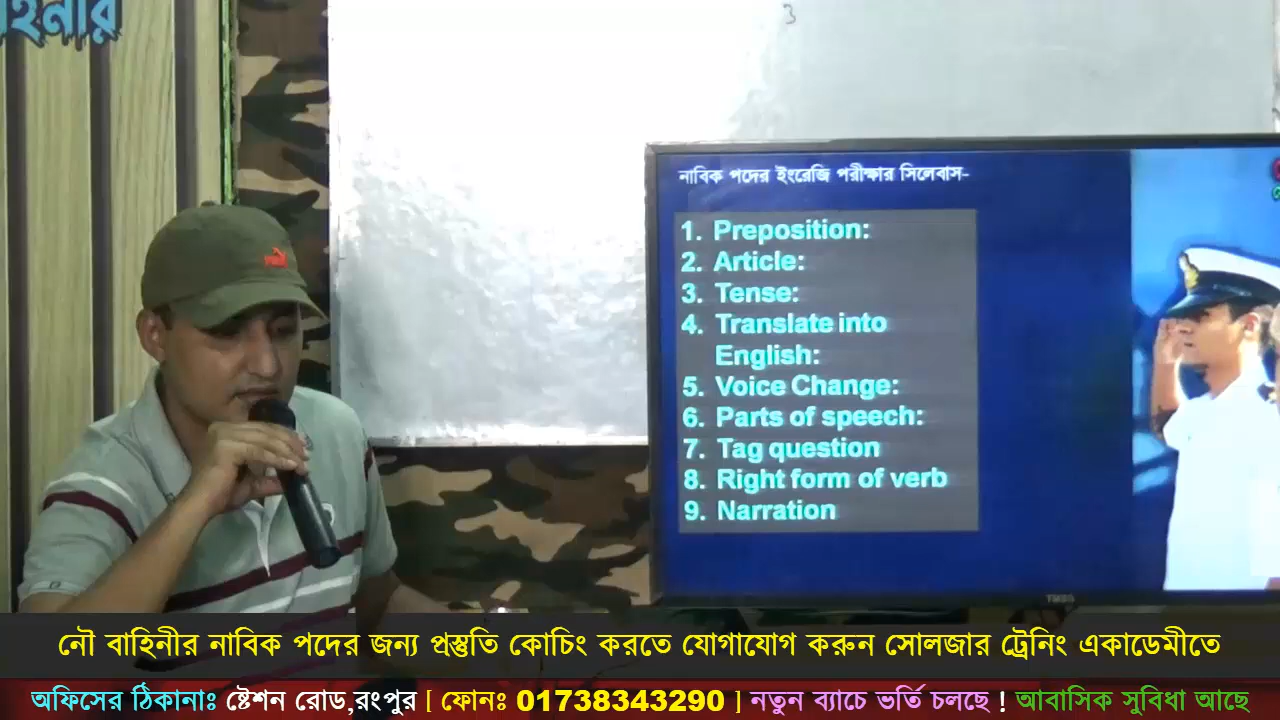 3
নাবিক পদের ইংরেজি পরীক্ষার সিলেবাস-
1. Preposition:
2. Article:
3. Tense:
4. Translate into
English:
5. Voice Change:
6. Parts of speech:
7. Tag question
8. Right form of verb
9. Narration
নৌ বাহিনীর নাবিক পদের জন্য প্রস্তুতি কোচিং করতে যোগাযোগ করুন সোলজার ট্রেনিং একাডেমীতে
অফিসের ঠিকানাঃ ষ্টেশন রোড,রংপুর [ ফোনঃ 01738343290 ] নতুন ব্যাচে ভর্তি চলছে ! আবাসিক সুবিধা আছে